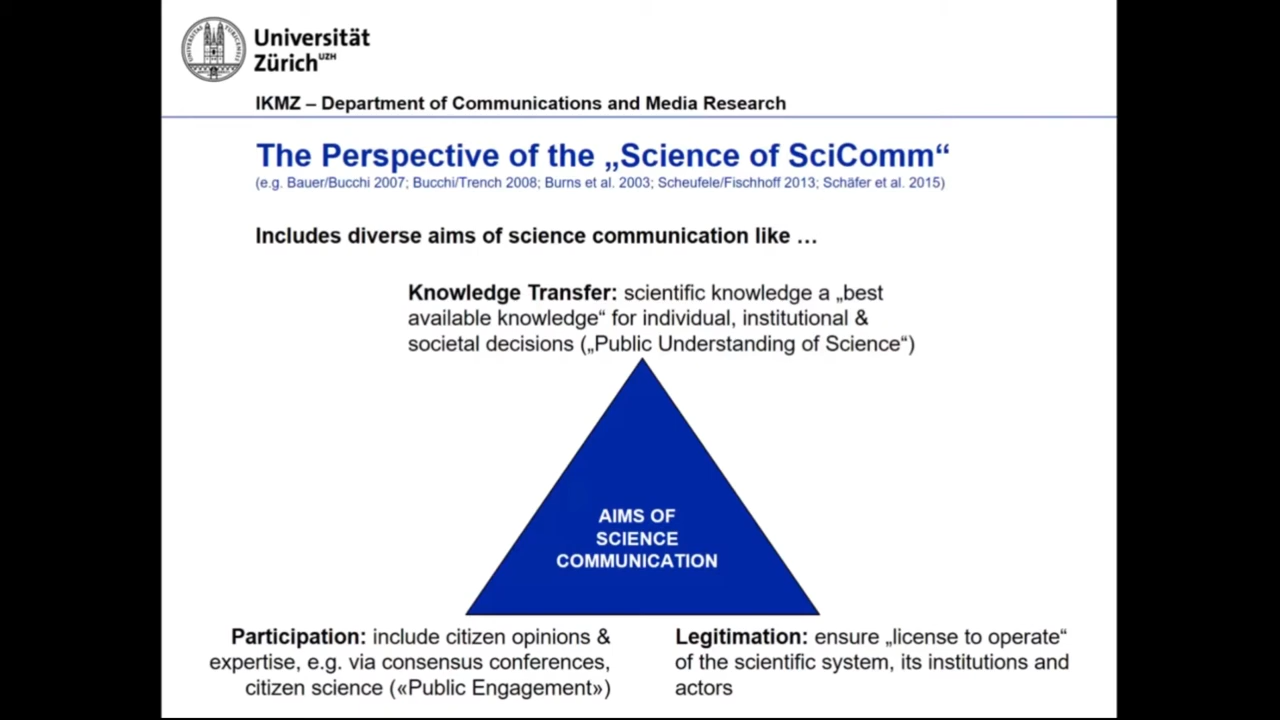 Universität
Zürich UZH
IKMZ – Department of Communications and Media Research
The Perspective of the „Science of SciComm“
(e.g. Bauer/Bucchi 2007; Bucchi/Trench 2008; Burns et al. 2003; Scheufele/Fischhoff 2013; Schäfer et al. 2015)
Includes diverse aims of science communication like …
Knowledge Transfer: scientific knowledge a „best
available knowledge“ for individual, institutional &
societal decisions („Public Understanding of Science“)
AIMS OF
SCIENCE
COMMUNICATION
Participation: include citizen opinions &
expertise, e.g. via consensus conferences,
citizen science («Public Engagement»)
Legitimation: ensure „license to operate“
of the scientific system, its institutions and
actors